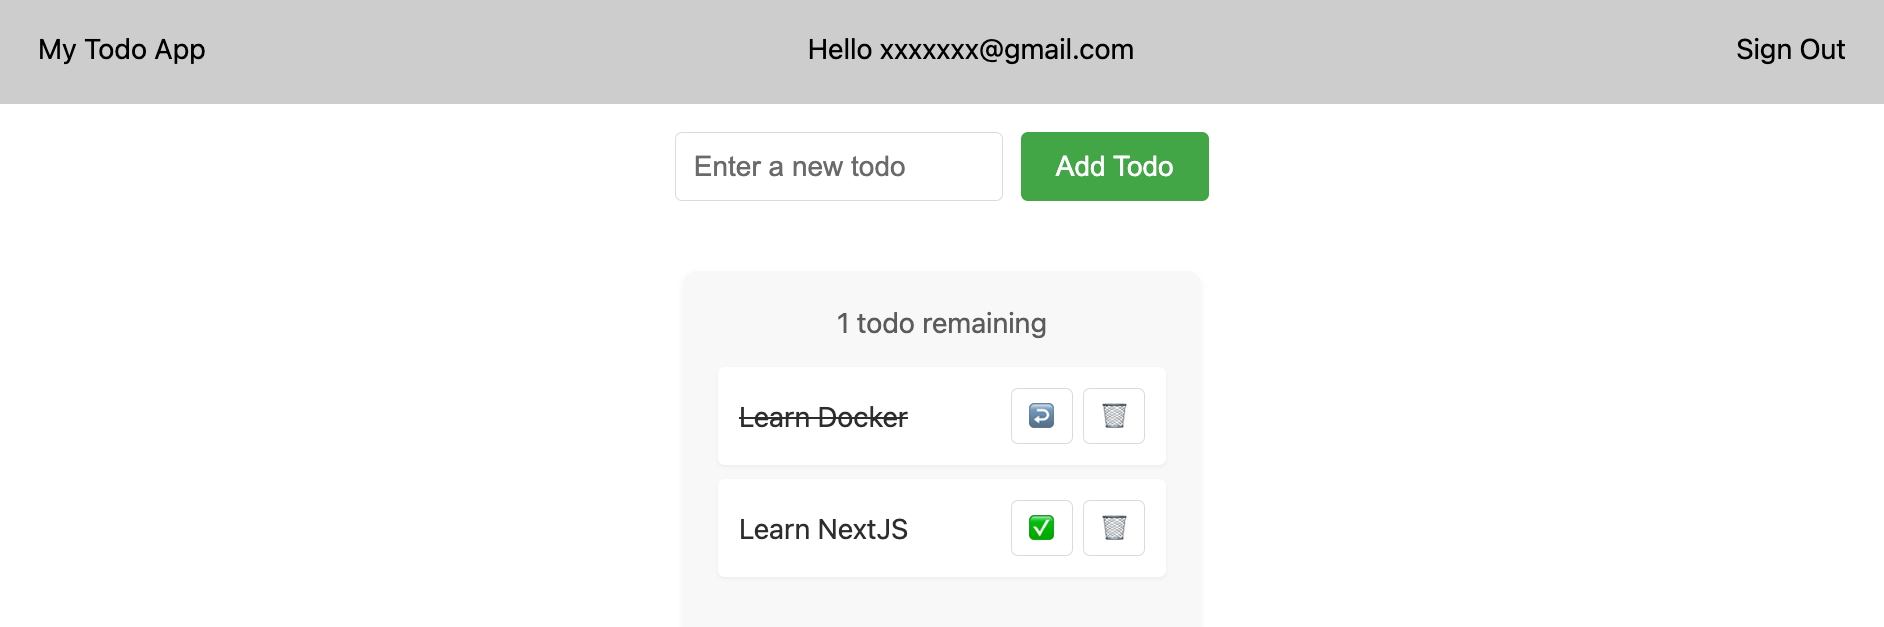 My Todo App
Hello xxxxxxx@gmail.com
Sign Out
Enter a new todo
Add Todo
1 todo remaining
Learn Docker
Learn NextJS